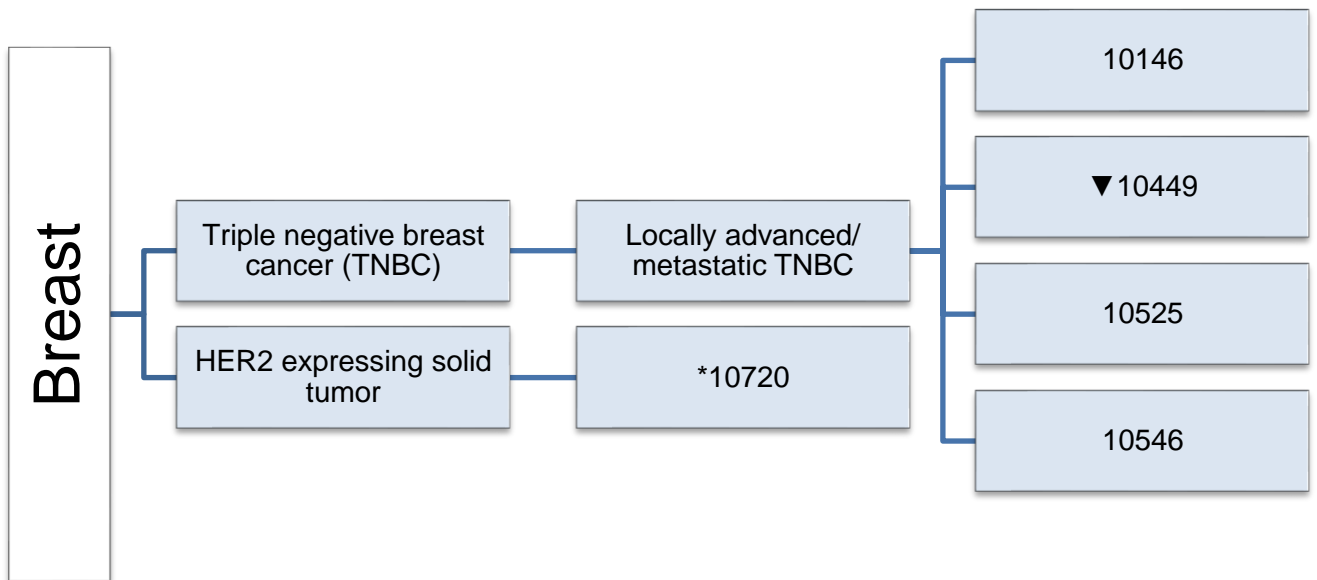 Breast
Triple negative breast
cancer (TNBC)
Locally advanced/
metastatic TNBC
10146
▼10449
10525
10546
HER2 expressing solid
tumor
*10720